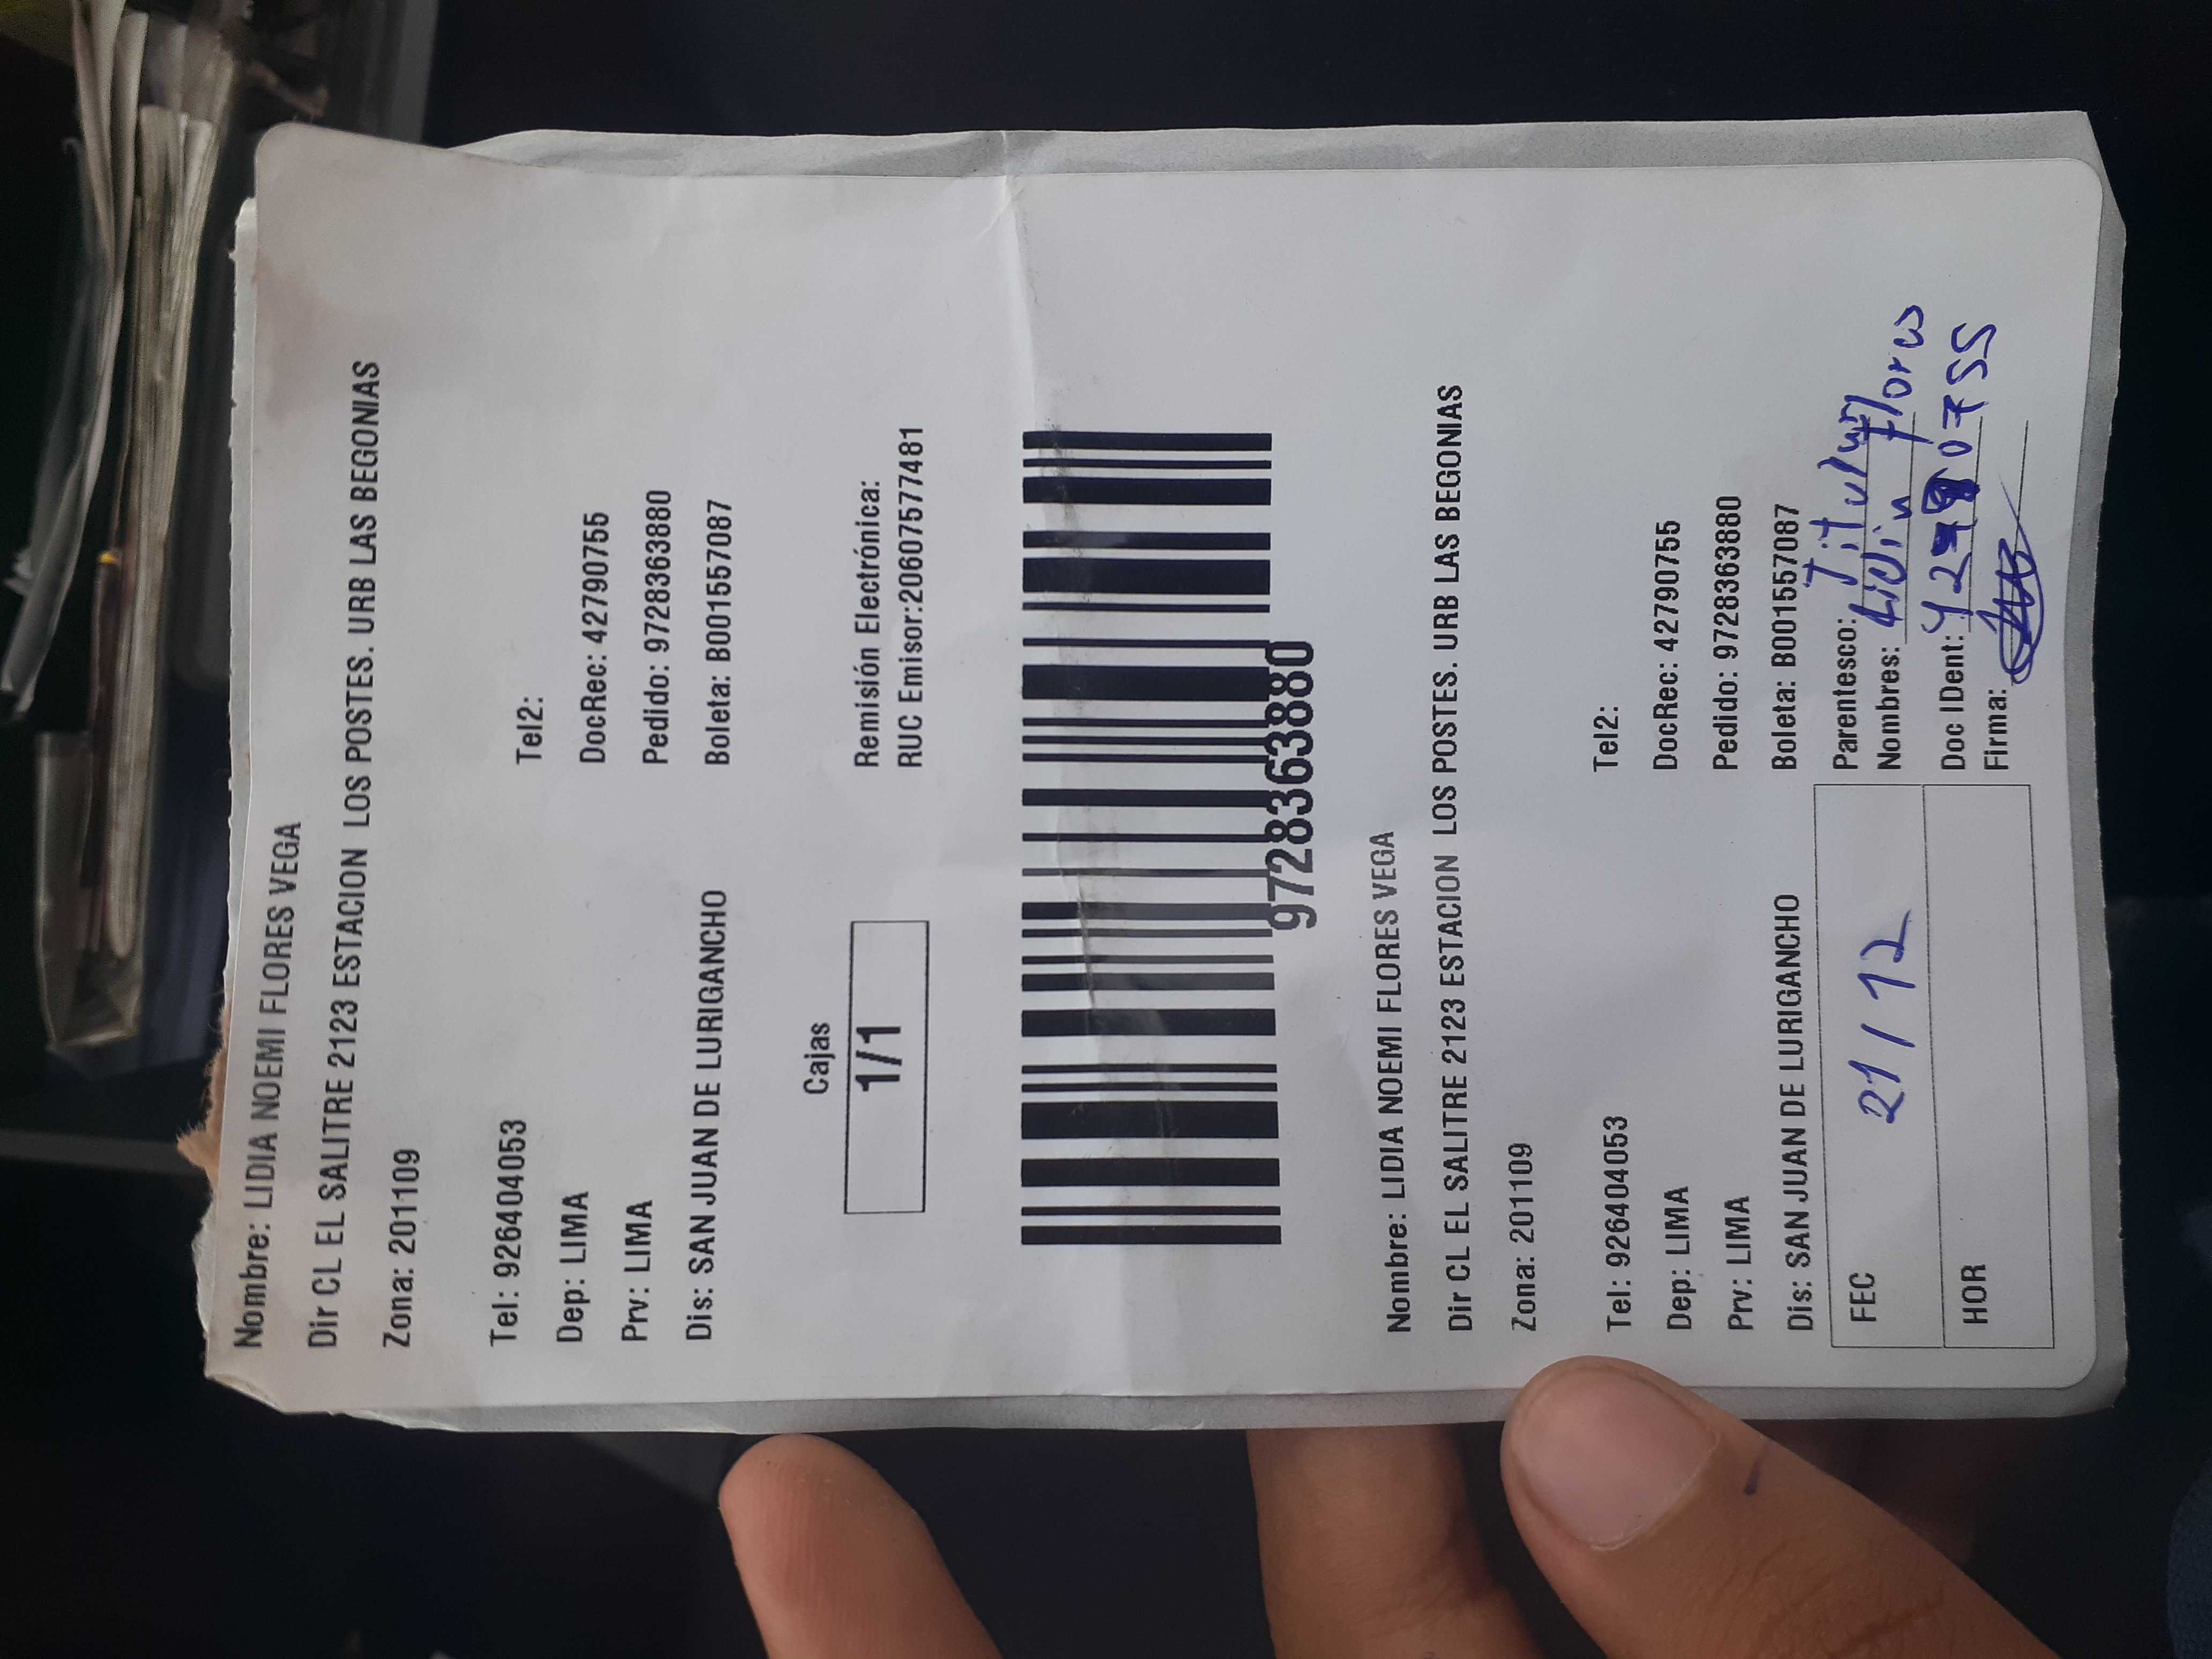 Nombre: LIDIA NOEMI FLORES VEGA
Dir CL EL SALITRE 2123 ESTACION LOS POSTES. URB LAS BEGONIAS
Zona: 201109
Tel: 926404053 Tel2:
Dep: LIMA DocRec: 42790755
Prv: LIMA Pedido: 9728363880
Dis: SAN JUAN DE LURIGANCHO Boleta: B001557087
Cajas
1/1
Remisión Electrónica:
RUC Emisor:20607577481
9728363880
Nombre: LIDIA NOEMI FLORES VEGA
Dir CL EL SALITRE 2123 ESTACION LOS POSTES. URB LAS BEGONIAS
Zona: 201109
Tel: 926404053 Tel2:
Dep: LIMA DocRec: 42790755
Prv: LIMA Pedido: 9728363880
Dis: SAN JUAN DE LURIGANCHO Boleta: B001557087
FEC 21/12
HOR
Parentesco: Titular
Nombres: Lidia Flores
Doc IDent:
Firma: